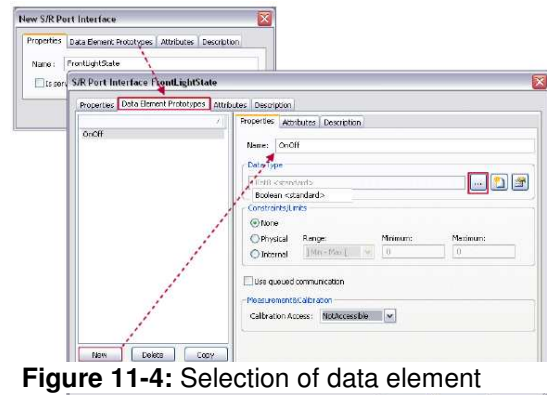 New S/R Port Interface
Properties Data Element Prototypes Attributes Description
Name: FrontLightState
S/R Port Interface FrontLightState
Properties Data Element Prototypes Attributes Description
OnOff
Properties Attributes Description
Name: OnOff
Data Type
<standard>
Boolean <standard>
...
Constraints/Limits
None
Physical Range: Minimum: Maximum:
Internal 0 0
Use queued communication
Measurement&Calibration
Calibration Access: NotAccessible
New Delete Copy
Figure 11-4: Selection of data element